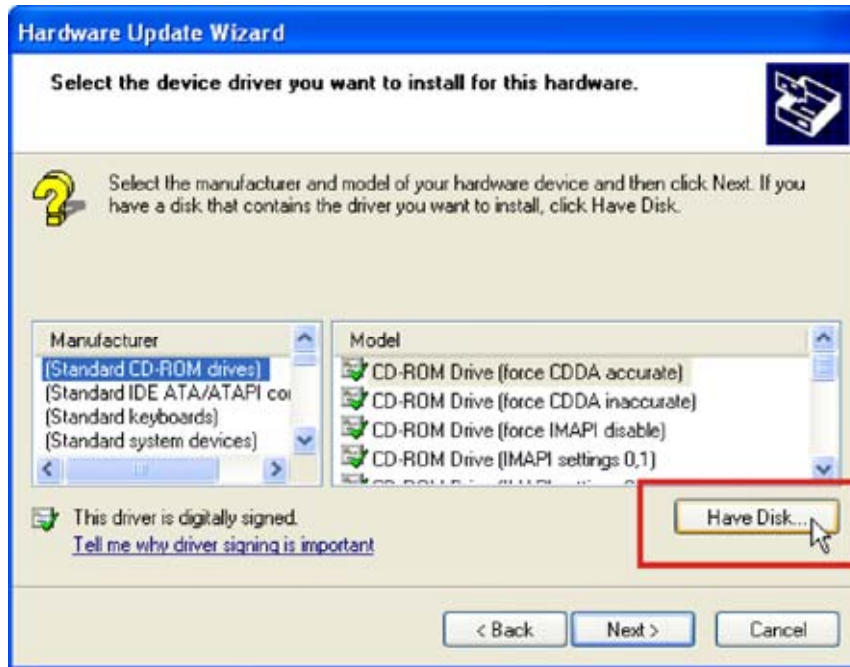 Hardware Update Wizard
Select the device driver you want to install for this hardware.
Select the manufacturer and model of your hardware device and then click Next. If you
have a disk that contains the driver you want to install, click Have Disk.
Manufacturer
(Standard CD-ROM drives)
(Standard IDE ATA/ATAPI co
(Standard keyboards)
(Standard system devices)
Model
CD-ROM Drive (force CDDA accurate)
CD-ROM Drive (force CDDA inaccurate)
CD-ROM Drive (force IMAPI disable)
CD-ROM Drive (IMAPI settings 0,1)
This driver is digitally signed.
Tell me why driver signing is important
Have Disk...
< Back
Next >
Cancel